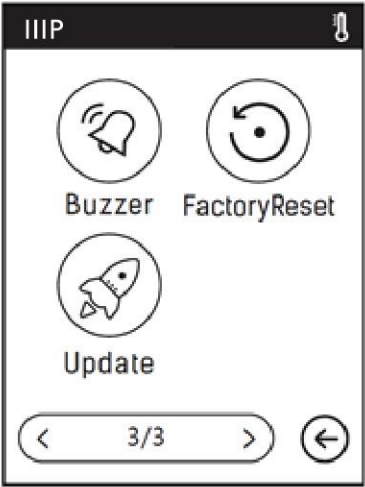 IIIP
Buzzer FactoryReset
Update
< 3/3 >